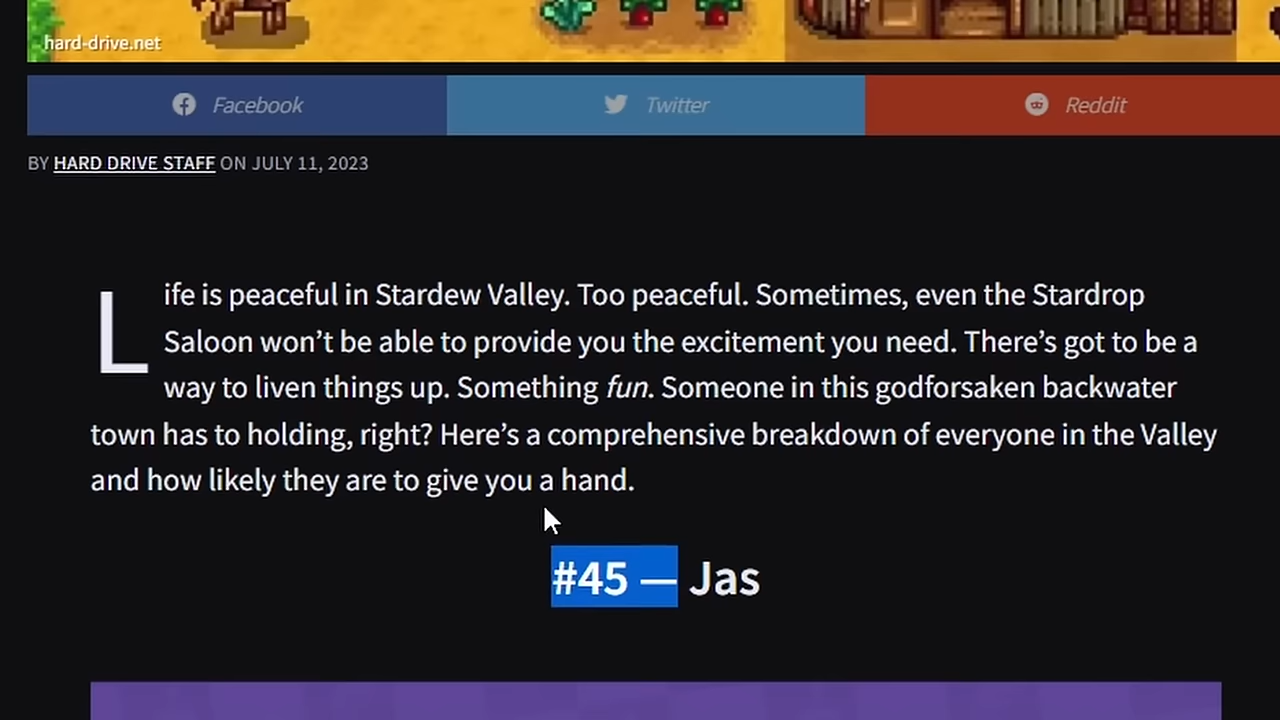 hard-drive.net
Facebook
Twitter
Reddit
BY HARD DRIVE STAFF ON JULY 11, 2023
Life is peaceful in Stardew Valley. Too peaceful. Sometimes, even the Stardrop
Saloon won’t be able to provide you the excitement you need. There’s got to be a
way to liven things up. Something fun. Someone in this godforsaken backwater
town has to holding, right? Here’s a comprehensive breakdown of everyone in the Valley
and how likely they are to give you a hand.
#45 — Jas